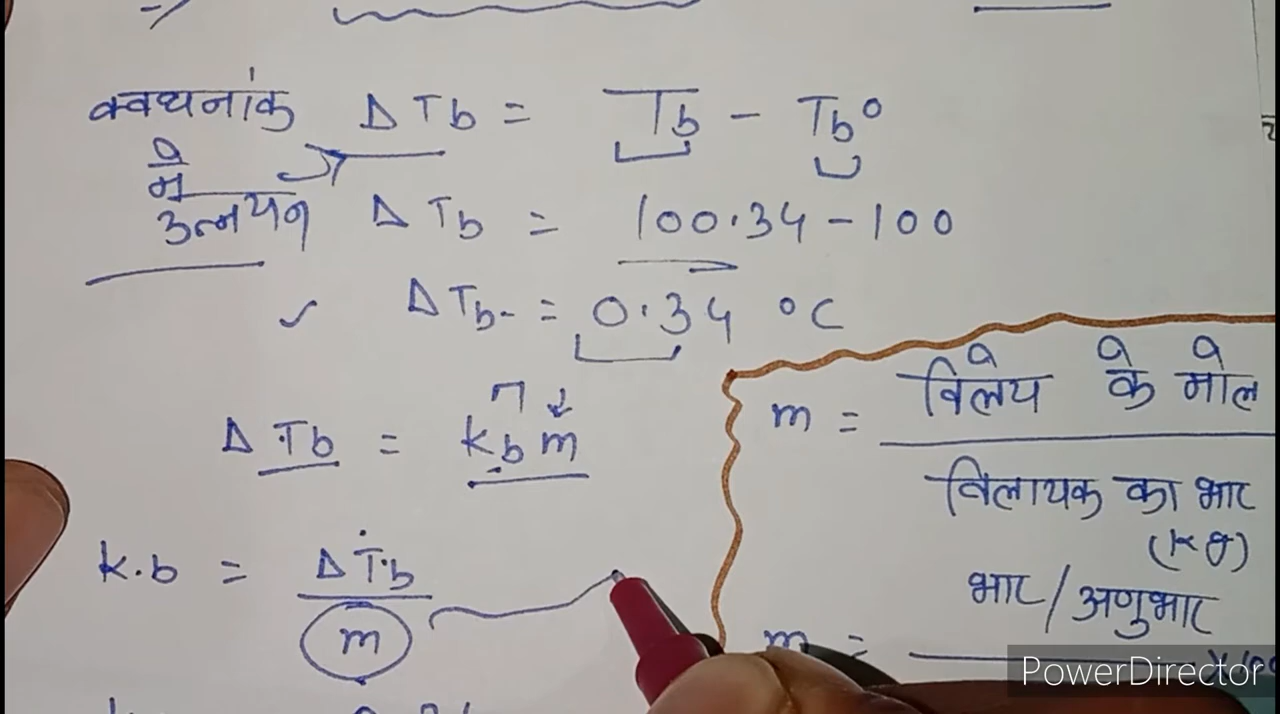 क्वथनांक ΔTb = Tb - Tb°
में
उन्नयन ΔTb = 100.34 - 100
ΔTb = 0.34 °C
ΔTb = kb m
k.b = ΔTb
m
m = विलेय के मोल
विलायक का भार
(kg)
भार/अणुभार
m =
PowerDirector